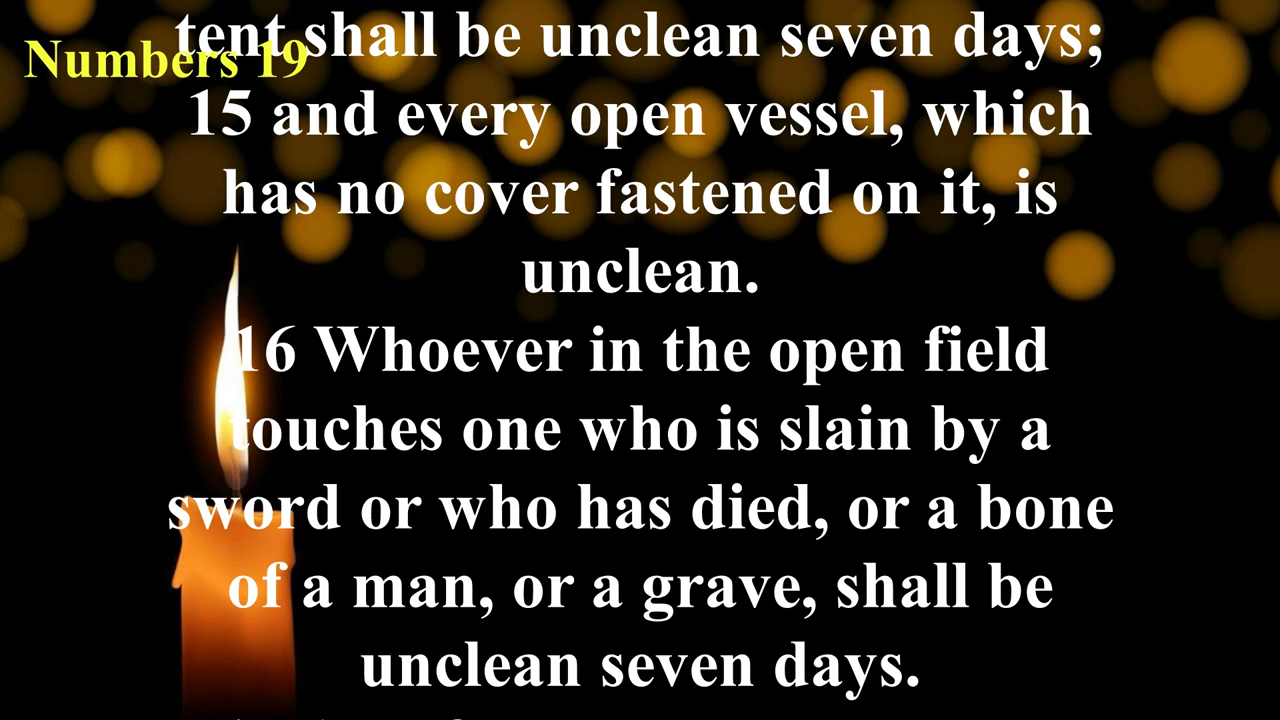 Numbers 19
tent shall be unclean seven days;
15 and every open vessel, which
has no cover fastened on it, is
unclean.
16 Whoever in the open field
touches one who is slain by a
sword or who has died, or a bone
of a man, or a grave, shall be
unclean seven days.